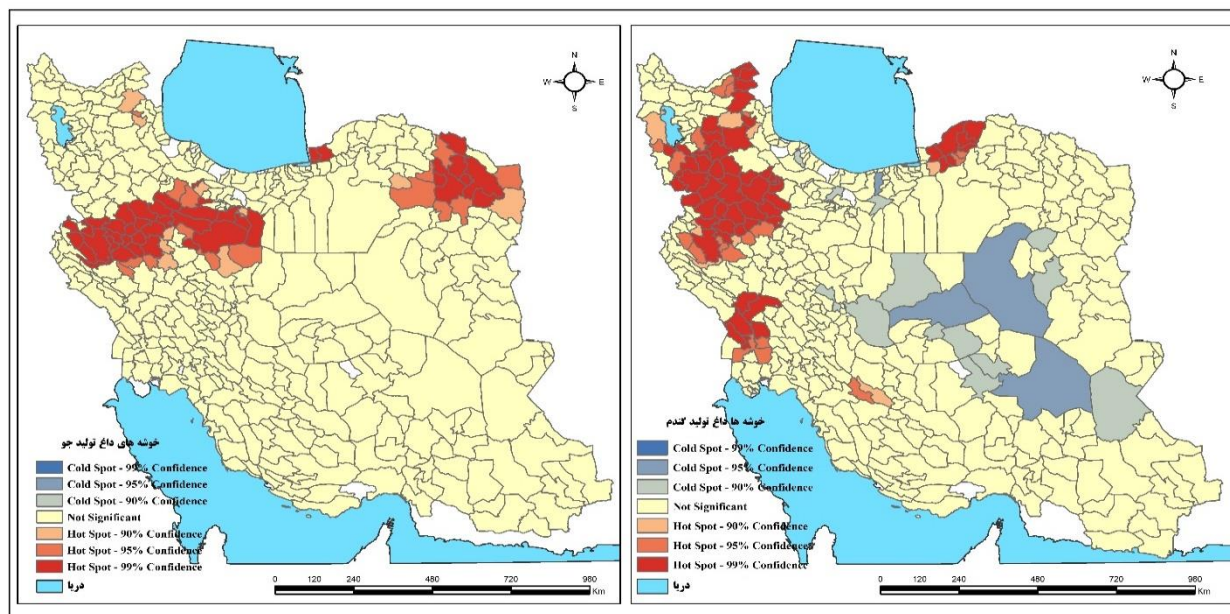 N
W E
S
خوشه های داغ تولید جو
Cold Spot - 99% Confidence
Cold Spot - 95% Confidence
Cold Spot - 90% Confidence
Not Significant
Hot Spot - 90% Confidence
Hot Spot - 95% Confidence
Hot Spot - 99% Confidence
دریا
0 120 240 480 720 980
Km
N
W E
S
خوشه ها داغ تولید گندم
Cold Spot - 99% Confidence
Cold Spot - 95% Confidence
Cold Spot - 90% Confidence
Not Significant
Hot Spot - 90% Confidence
Hot Spot - 95% Confidence
Hot Spot - 99% Confidence
دریا
0 120 240 480 720 980
Km